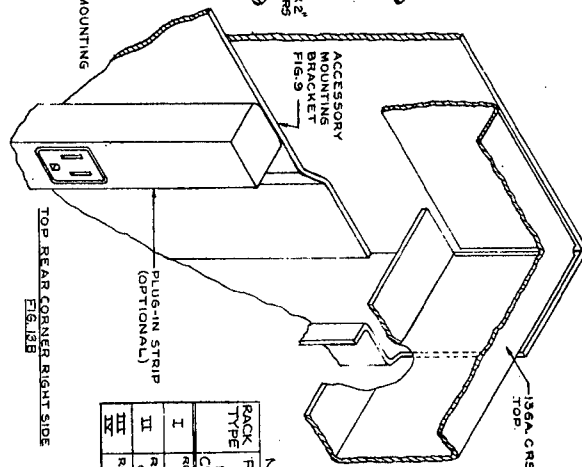 136A. CRS
TOP.
ACCESSORY
MOUNTING
BRACKET
FIG. 9
MOUNTING
PLUG-IN STRIP
(OPTIONAL)
TOP REAR CORNER RIGHT SIDE
FIG. 13B
RACK
TYPE
I
II
III